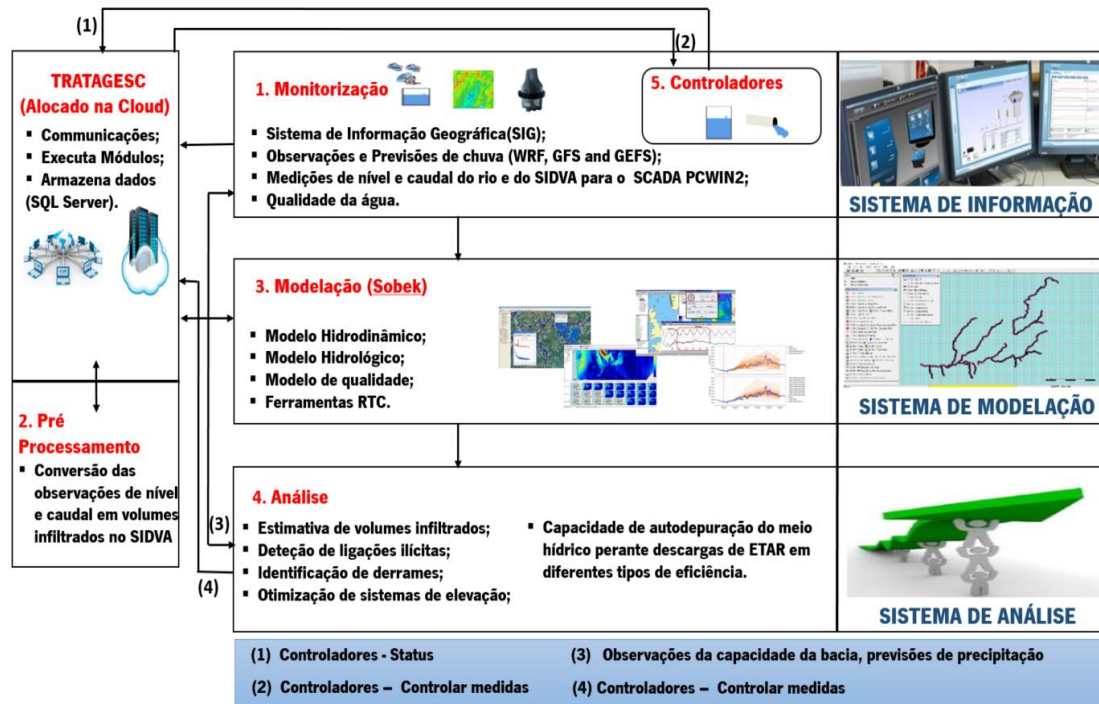 (1)
(2)
TRATAGESC
(Alocado na Cloud)
▪ Communicações;
▪ Executa Módulos;
▪ Armazena dados
(SQL Server).
2. Pré
Processamento
▪ Conversão das
observações de nível
e caudal em volumes
infiltrados no SIDVA
1. Monitorização
▪ Sistema de Informação Geográfica(SIG);
▪ Observações e Previsões de chuva (WRF, GFS and GEFS);
▪ Medições de nível e caudal do rio e do SIDVA para o SCADA PCWIN2;
▪ Qualidade da água.
5. Controladores
SISTEMA DE INFORMAÇÃO
3. Modelação (Sobek)
▪ Modelo Hidrodinâmico;
▪ Modelo Hidrológico;
▪ Modelo de qualidade;
▪ Ferramentas RTC.
SISTEMA DE MODELAÇÃO
4. Análise
(3)
(4)
▪ Estimativa de volumes infiltrados;
▪ Deteção de ligações ilícitas;
▪ Identificação de derrames;
▪ Otimização de sistemas de elevação;
▪ Capacidade de autodepuração do meio
hídrico perante descargas de ETAR em
diferentes tipos de eficiência.
SISTEMA DE ANÁLISE
(1) Controladores - Status
(2) Controladores – Controlar medidas
(3) Observações da capacidade da bacia, previsões de precipitação
(4) Controladores – Controlar medidas